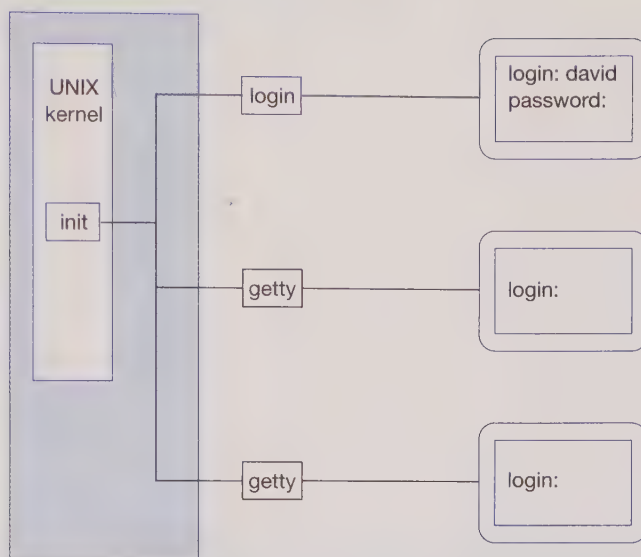 UNIX
kernel
init
login
login: david
password:
getty
login:
getty
login: